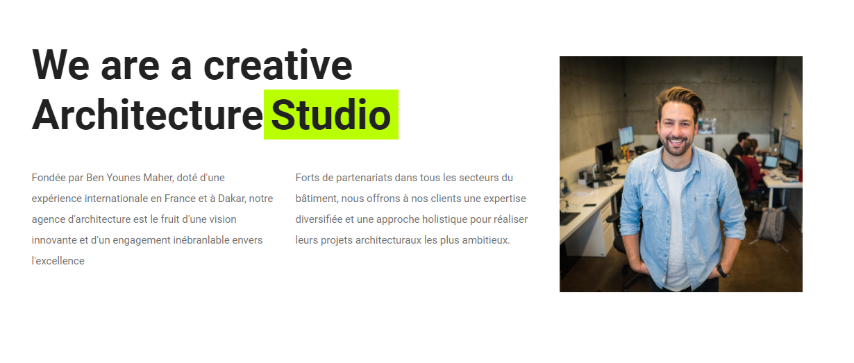 We are a creative
Architecture Studio
Fondée par Ben Younes Maher, doté d'une
expérience internationale en France et à Dakar, notre
agence d'architecture est le fruit d'une vision
innovante et d'un engagement inébranlable envers
l'excellence
Forts de partenariats dans tous les secteurs du
bâtiment, nous offrons à nos clients une expertise
diversifiée et une approche holistique pour réaliser
leurs projets architecturaux les plus ambitieux.